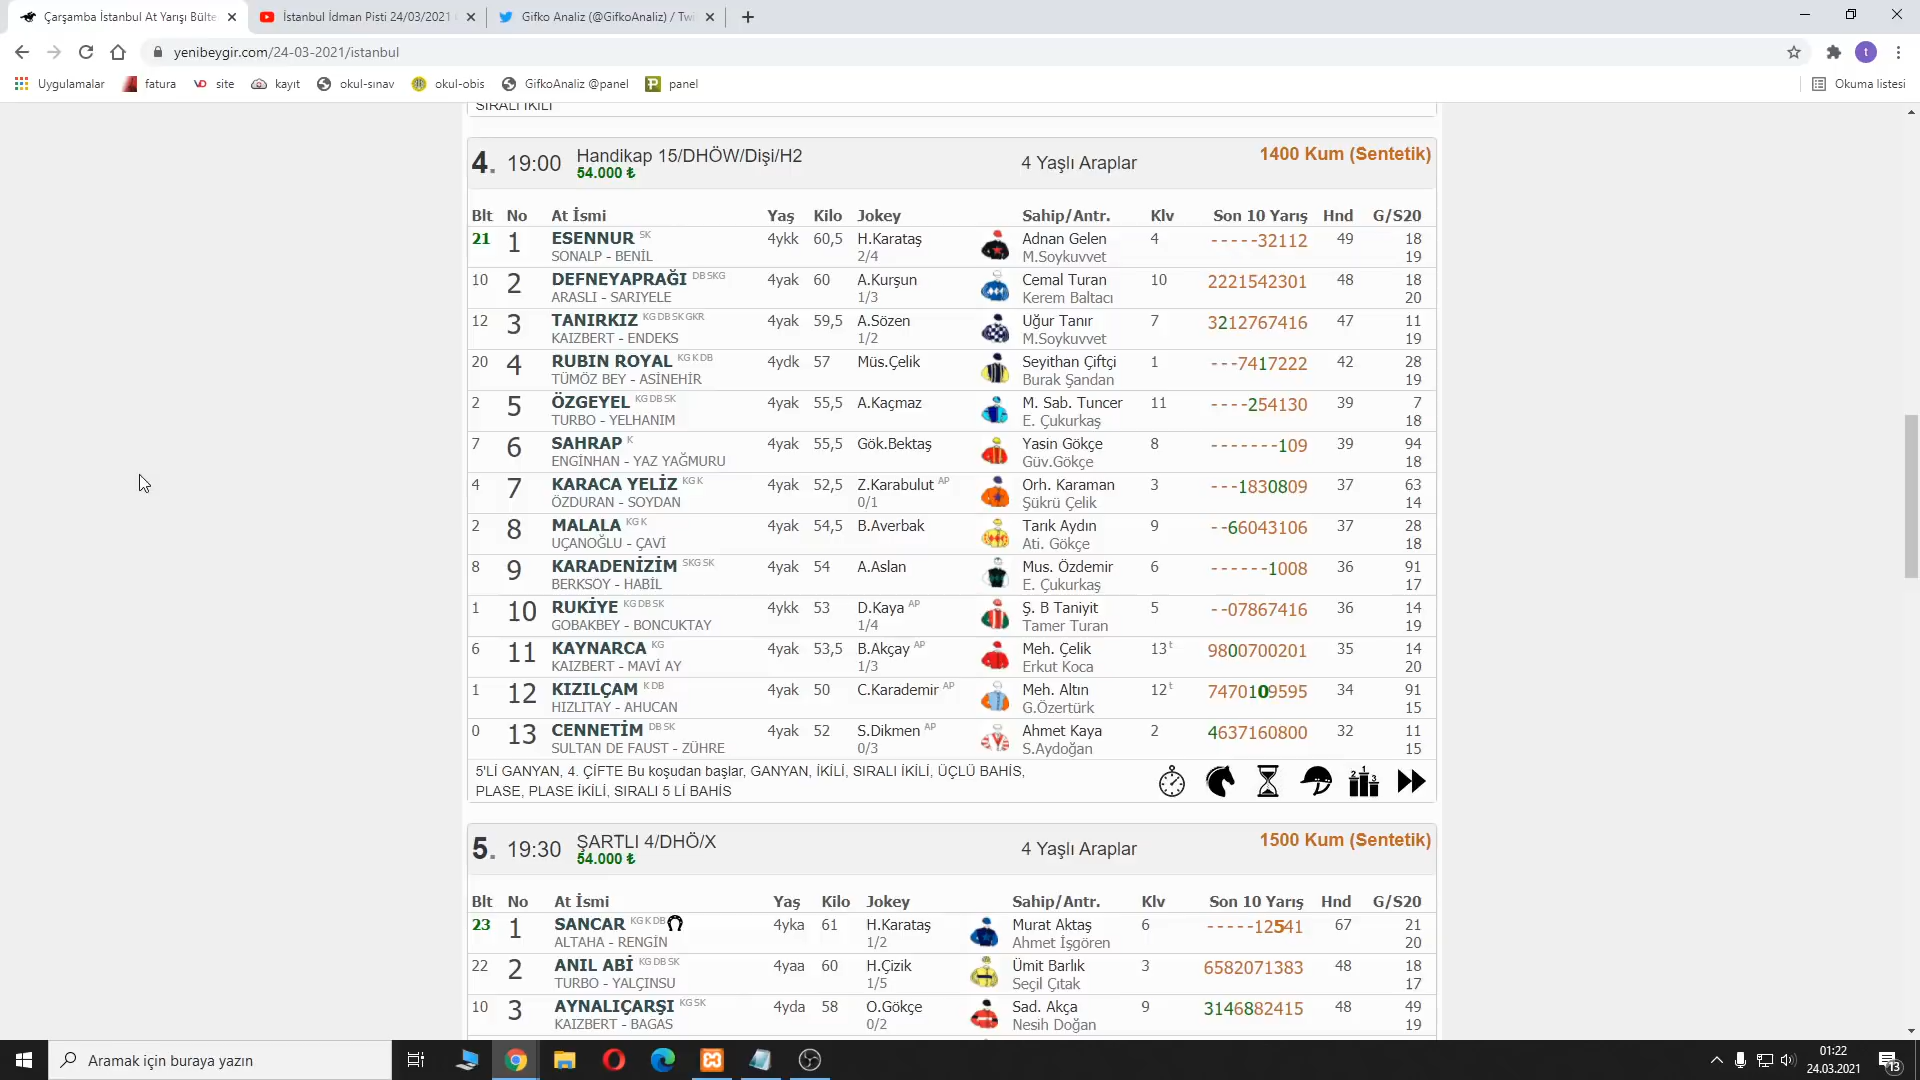 Çarşamba İstanbul At Yarışı Bülte
İstanbul İdman Pisti 24/03/2021
Gifko Analiz (@GifkoAnaliz) / Twi
yenibeygir.com/24-03-2021/istanbul
t
Uygulamalar fatura VD site kayıt okul-sınav okul-obis GifkoAnaliz @panel panel Okuma listesi
SIRALI İKİLİ
4. 19:00 Handikap 15/DHÖW/Dişi/H2 4 Yaşlı Araplar 1400 Kum (Sentetik)
54.000 ₺
Blt No At İsmi Yaş Kilo Jokey Sahip/Antr. Klv Son 10 Yarış Hnd G/S20
21 1 ESENNUR SK 4ykk 60,5 H.Karataş Adnan Gelen 4 -----32112 49 18
SONALP - BENİL 2/4 M.Soykuvvet 19
10 2 DEFNEYAPRAĞI DB SKG 4yak 60 A.Kurşun Cemal Turan 10 2221542301 48 18
ARASLI - SARIYELE 1/3 Kerem Baltacı 20
12 3 TANIRKIZ KG DB SK GKR 4yak 59,5 A.Sözen Uğur Tanır 7 3212767416 47 11
KAIZBERT - ENDEKS 1/2 M.Soykuvvet 19
20 4 RUBIN ROYAL KG K DB 4ydk 57 Müs.Çelik Seyithan Çiftçi 1 ---7417222 42 28
TÜMÖZ BEY - ASİNEHİR Burak Şandan 19
2 5 ÖZGEYEL KG DB SK 4yak 55,5 A.Kaçmaz M. Sab. Tuncer 11 ----254130 39 7
TURBO - YELHANIM E. Çukurkaş 18
7 6 SAHRAP K 4yak 55,5 Gök.Bektaş Yasin Gökçe 8 -------109 39 94
ENGİNHAN - YAZ YAĞMURU Güv.Gökçe 18
4 7 KARACA YELİZ KG K 4yak 52,5 Z.Karabulut AP Orh. Karaman 3 ---1830809 37 63
ÖZDURAN - SOYDAN 0/1 Şükrü Çelik 14
2 8 MALALA KG K 4yak 54,5 B.Averbak Tarık Aydın 9 --66043106 37 28
UÇANOĞLU - ÇAVİ Ati. Gökçe 18
8 9 KARADENİZİM SKG SK 4yak 54 A.Aslan Mus. Özdemir 6 ------1008 36 91
BERKSOY - HABİL E. Çukurkaş 17
1 10 RUKİYE KG DB SK 4ykk 53 D.Kaya AP Ş. B Taniyit 5 --07867416 36 14
GOBAKBEY - BONCUKTAY 1/4 Tamer Turan 19
6 11 KAYNARCA KG 4yak 53,5 B.Akçay AP Meh. Çelik 13 t 9800700201 35 14
KAIZBERT - MAVİ AY 1/3 Erkut Koca 20
1 12 KIZILÇAM K DB 4yak 50 C.Karademir AP Meh. Altın 12 t 7470109595 34 91
HIZLITAY - AHUCAN G.Özertürk 15
0 13 CENNETİM DB SK 4yak 52 S.Dikmen AP Ahmet Kaya 2 4637160800 32 11
SULTAN DE FAUST - ZÜHRE 0/3 S.Aydoğan 15
5'Lİ GANYAN, 4. ÇİFTE Bu koşudan başlar, GANYAN, İKİLİ, SIRALI İKİLİ, ÜÇLÜ BAHİS,
PLASE, PLASE İKİLİ, SIRALI 5 Lİ BAHİS
5. 19:30 ŞARTLI 4/DHÖ/X 4 Yaşlı Araplar 1500 Kum (Sentetik)
54.000 ₺
Blt No At İsmi Yaş Kilo Jokey Sahip/Antr. Klv Son 10 Yarış Hnd G/S20
23 1 SANCAR KG K DB 4yka 61 H.Karataş Murat Aktaş 6 -----12541 67 21
ALTAHA - RENGİN 1/2 Ahmet İşgören 20
22 2 ANIL ABİ KG DB SK 4yaa 60 H.Çizik Ümit Barlık 3 6582071383 48 18
TURBO - YALÇINSU 1/5 Seçil Çıtak 17
10 3 AYNALIÇARŞI KG SK 4yda 58 O.Gökçe Sad. Akça 9 3146882415 48 49
KAIZBERT - BAGAS 0/2 Nesih Doğan 19
Aramak için buraya yazın
01:22
24.03.2021
13